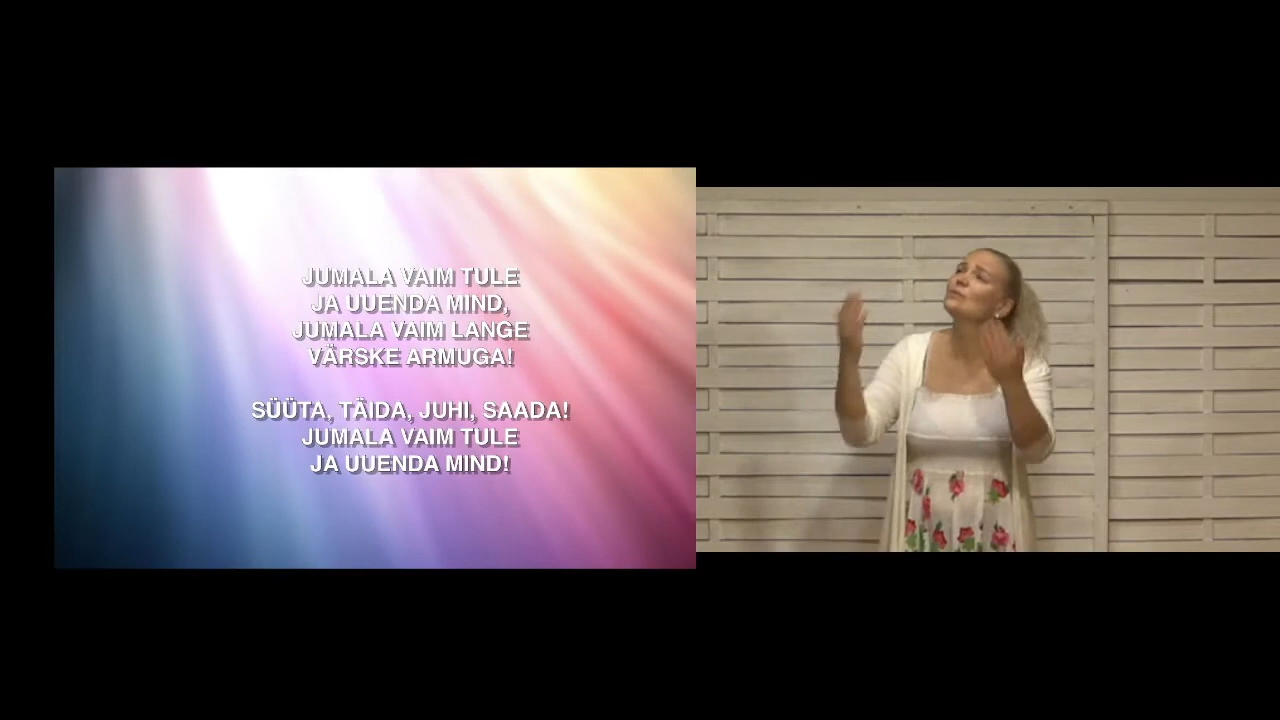 JUMALA VAIM TULE
JA UUENDA MIND,
JUMALA VAIM LANGE
VÄRSKE ARMUGA!
SÜÜTA, TÄIDA, JUHI, SAADA!
JUMALA VAIM TULE
JA UUENDA MIND!